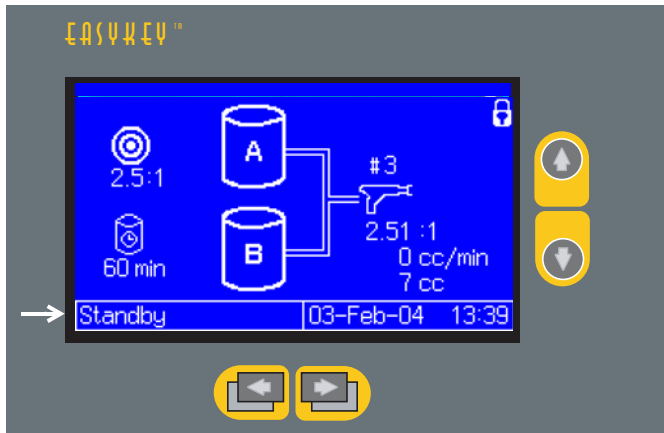 EASYKEY™
2.5:1
60 min
A
B
#3
2.51 :1
0 cc/min
7 cc
Standby
03-Feb-04 13:39